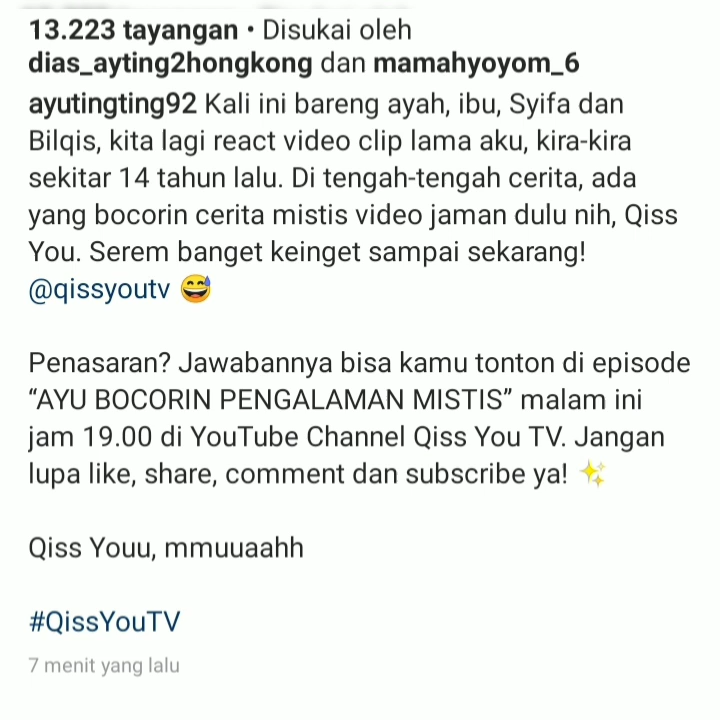 13.223 tayangan • Disukai oleh
dias_ayting2hongkong dan mamahyoyom_6
ayutingting92 Kali ini bareng ayah, ibu, Syifa dan
Bilqis, kita lagi react video clip lama aku, kira-kira
sekitar 14 tahun lalu. Di tengah-tengah cerita, ada
yang bocorin cerita mistis video jaman dulu nih, Qiss
You. Serem banget keinget sampai sekarang!
@qissyoutv 😅
Penasaran? Jawabannya bisa kamu tonton di episode
“AYU BOCORIN PENGALAMAN MISTIS” malam ini
jam 19.00 di YouTube Channel Qiss You TV. Jangan
lupa like, share, comment dan subscribe ya! ✨
Qiss Youu, mmuuaahh
#QissYouTV
7 menit yang lalu